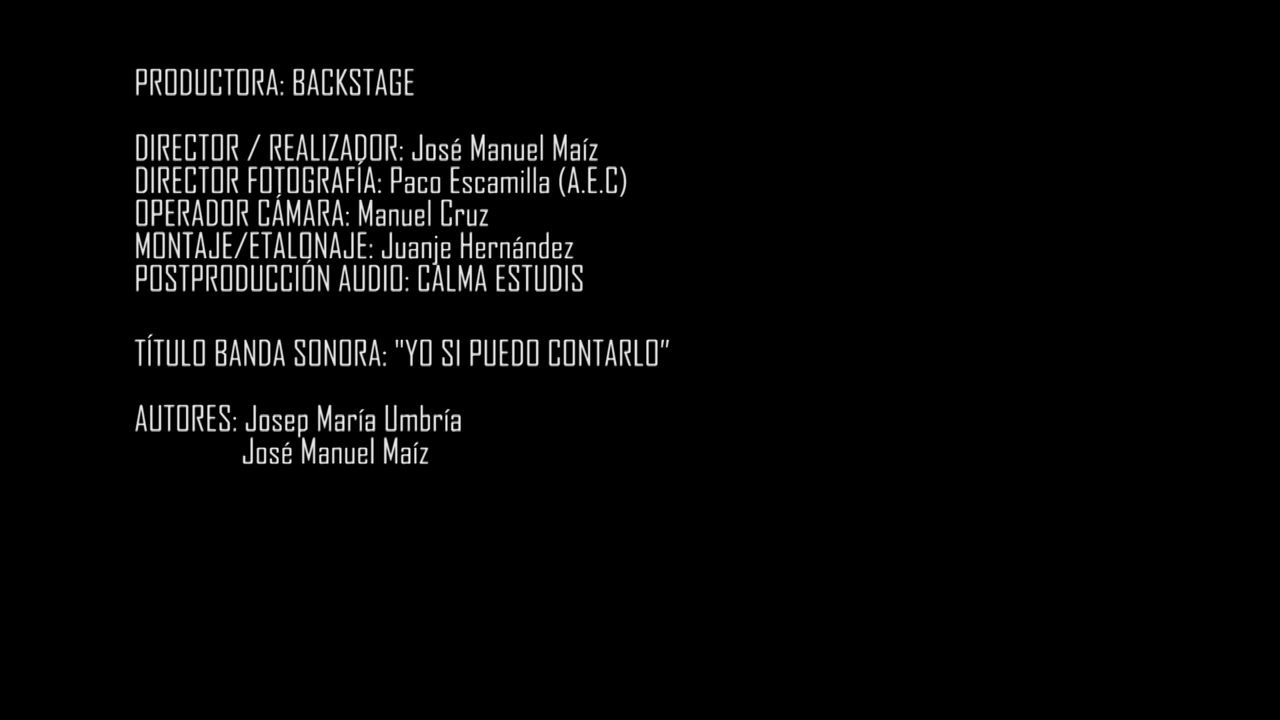 PRODUCTORA: BACKSTAGE
DIRECTOR / REALIZADOR: José Manuel Maíz
DIRECTOR FOTOGRAFÍA: Paco Escamilla (A.E.C)
OPERADOR CÁMARA: Manuel Cruz
MONTAJE/ETALONAJE: Juanje Hernández
POSTPRODUCCIÓN AUDIO: CALMA ESTUDIS
TÍTULO BANDA SONORA: "YO SI PUEDO CONTARLO”
AUTORES: Josep María Umbría
José Manuel Maíz